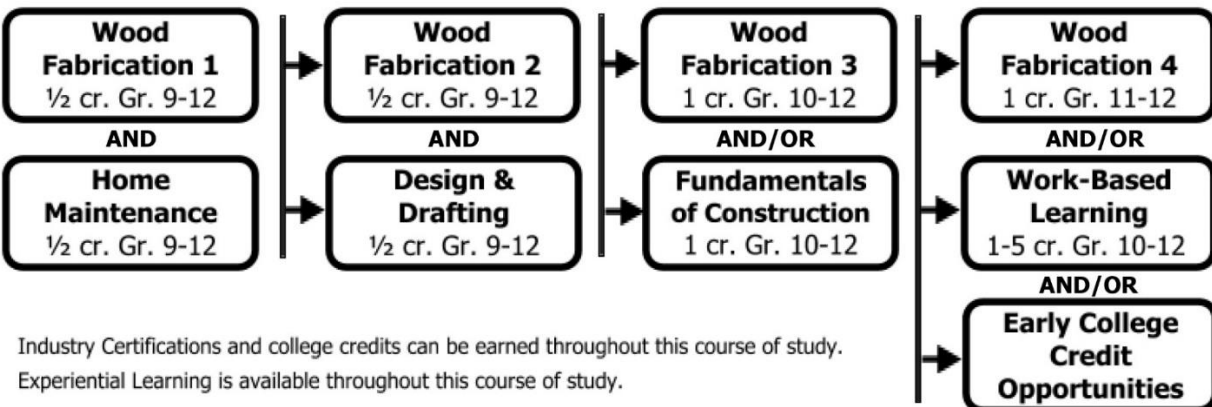 Wood
Fabrication 1
½ cr. Gr. 9-12
AND
Home
Maintenance
½ cr. Gr. 9-12
Wood
Fabrication 2
½ cr. Gr. 9-12
AND
Design &
Drafting
½ cr. Gr. 9-12
Wood
Fabrication 3
1 cr. Gr. 10-12
AND/OR
Fundamentals
of Construction
1 cr. Gr. 10-12
Wood
Fabrication 4
1 cr. Gr. 11-12
AND/OR
Work-Based
Learning
1-5 cr. Gr. 10-12
AND/OR
Early College
Credit
Opportunities
Industry Certifications and college credits can be earned throughout this course of study.
Experiential Learning is available throughout this course of study.